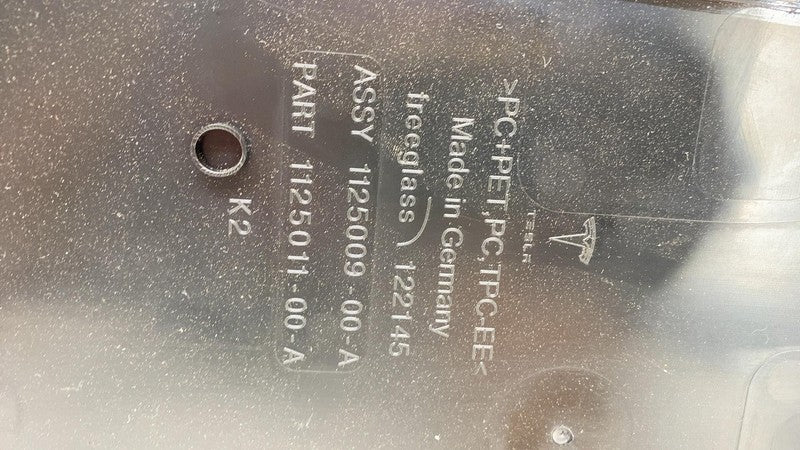 TESLA
>PC+PET,PC,TPC-EE<
Made in Germany
freeglass 122145
ASSY 1125009-00-A
PART 1125011-00-A
K2